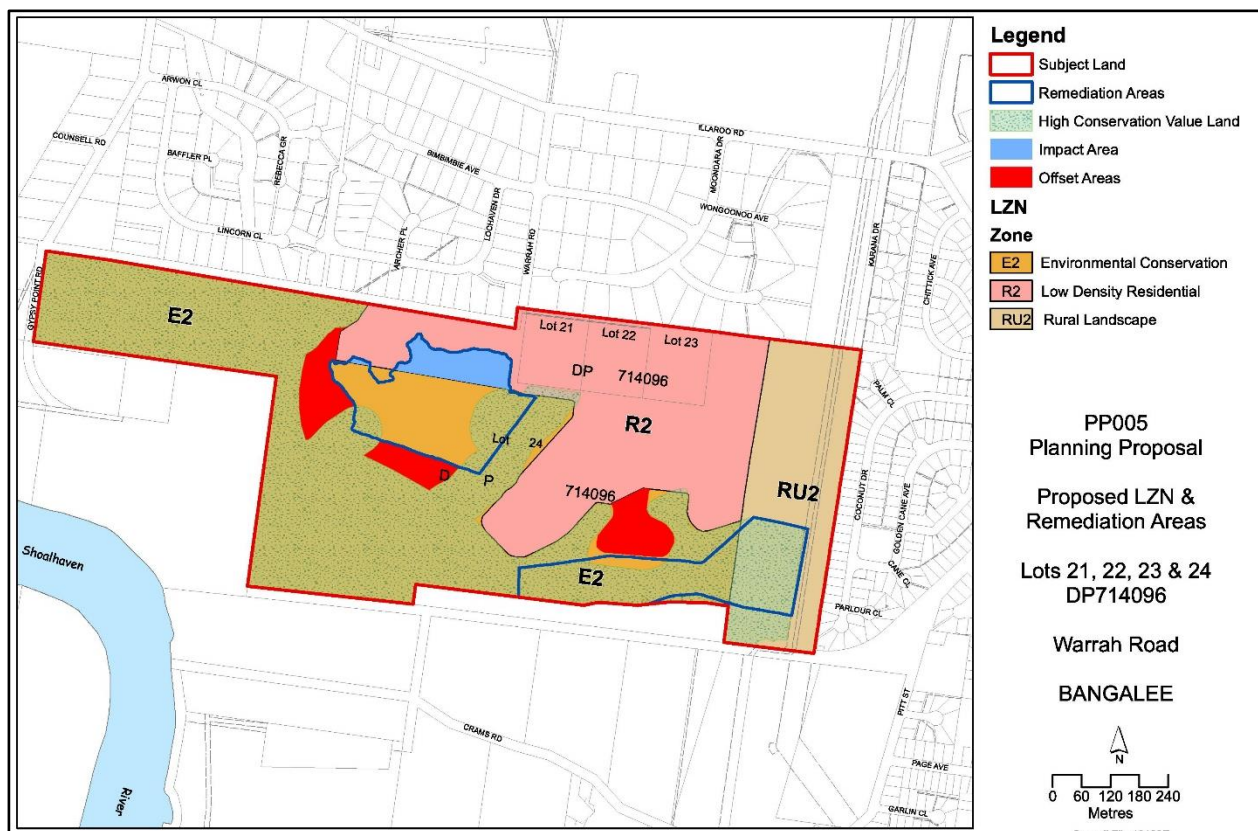 ARWON CL
COUNSELL RD
BAFFLER PL
REBECCA GR
BIMBIMBIE AVE
LINCORN CL
ARCHER PL
LOOHAVEN DR
WARRAH RD
ILLAROO RD
MOONDARA DR
WONGOONOO AVE
KARANA DR
CHITTICK AVE
GYPSY POINT RD
E2
Lot 21
Lot 22
Lot 23
DP 714096
R2
Lot 24
D P
714096
RU2
E2
PALM CL
COCONUT DR
GOLDEN CANE AVE
CANE CL
PARLOUR CL
PITT ST
PAGE AVE
GARLIN CL
CRAMS RD
Shoalhaven
River
Legend
Subject Land
Remediation Areas
High Conservation Value Land
Impact Area
Offset Areas
LZN
Zone
E2 Environmental Conservation
R2 Low Density Residential
RU2 Rural Landscape
PP005
Planning Proposal
Proposed LZN &
Remediation Areas
Lots 21, 22, 23 & 24
DP714096
Warrah Road
BANGALEE
N
0 60 120 180 240
Metres